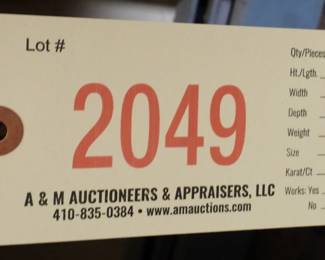 Lot #
2049
A & M AUCTIONEERS & APPRAISERS, LLC
410-835-0384 • www.amauctions.com
Qty/Pieces
Ht./Lgth.
Width
Depth
Weight
Size
Karat/Ct
Works: Yes
No